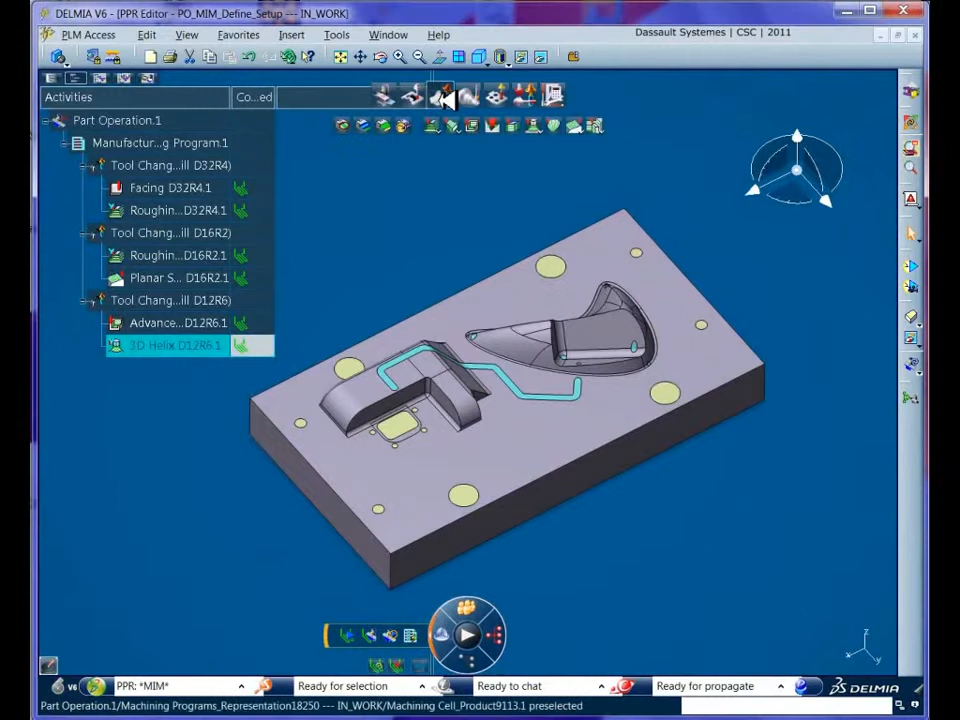 DELMIA V6 - [PPR Editor - PO_MIM_Define_Setup --- IN_WORK]
PLM Access Edit View Favorites Insert Tools Window Help
Dassault Systemes | CSC | 2011
Activities Co...ed
Part Operation.1
Manufactur...g Program.1
Tool Chang...ill D32R4)
Facing D32R4.1
Roughin...D32R4.1
Tool Chang...ill D16R2)
Roughin...D16R2.1
Planar S... D16R2.1
Tool Chang...ill D12R6)
Advance...D12R6.1
3D Helix D12R6.1
z
x y
V6 PPR: *MIM* Ready for selection Ready to chat Ready for propagate DELMIA
Part Operation.1/Machining Programs_Representation18250 --- IN_WORK/Machining Cell_Product9113.1 preselected